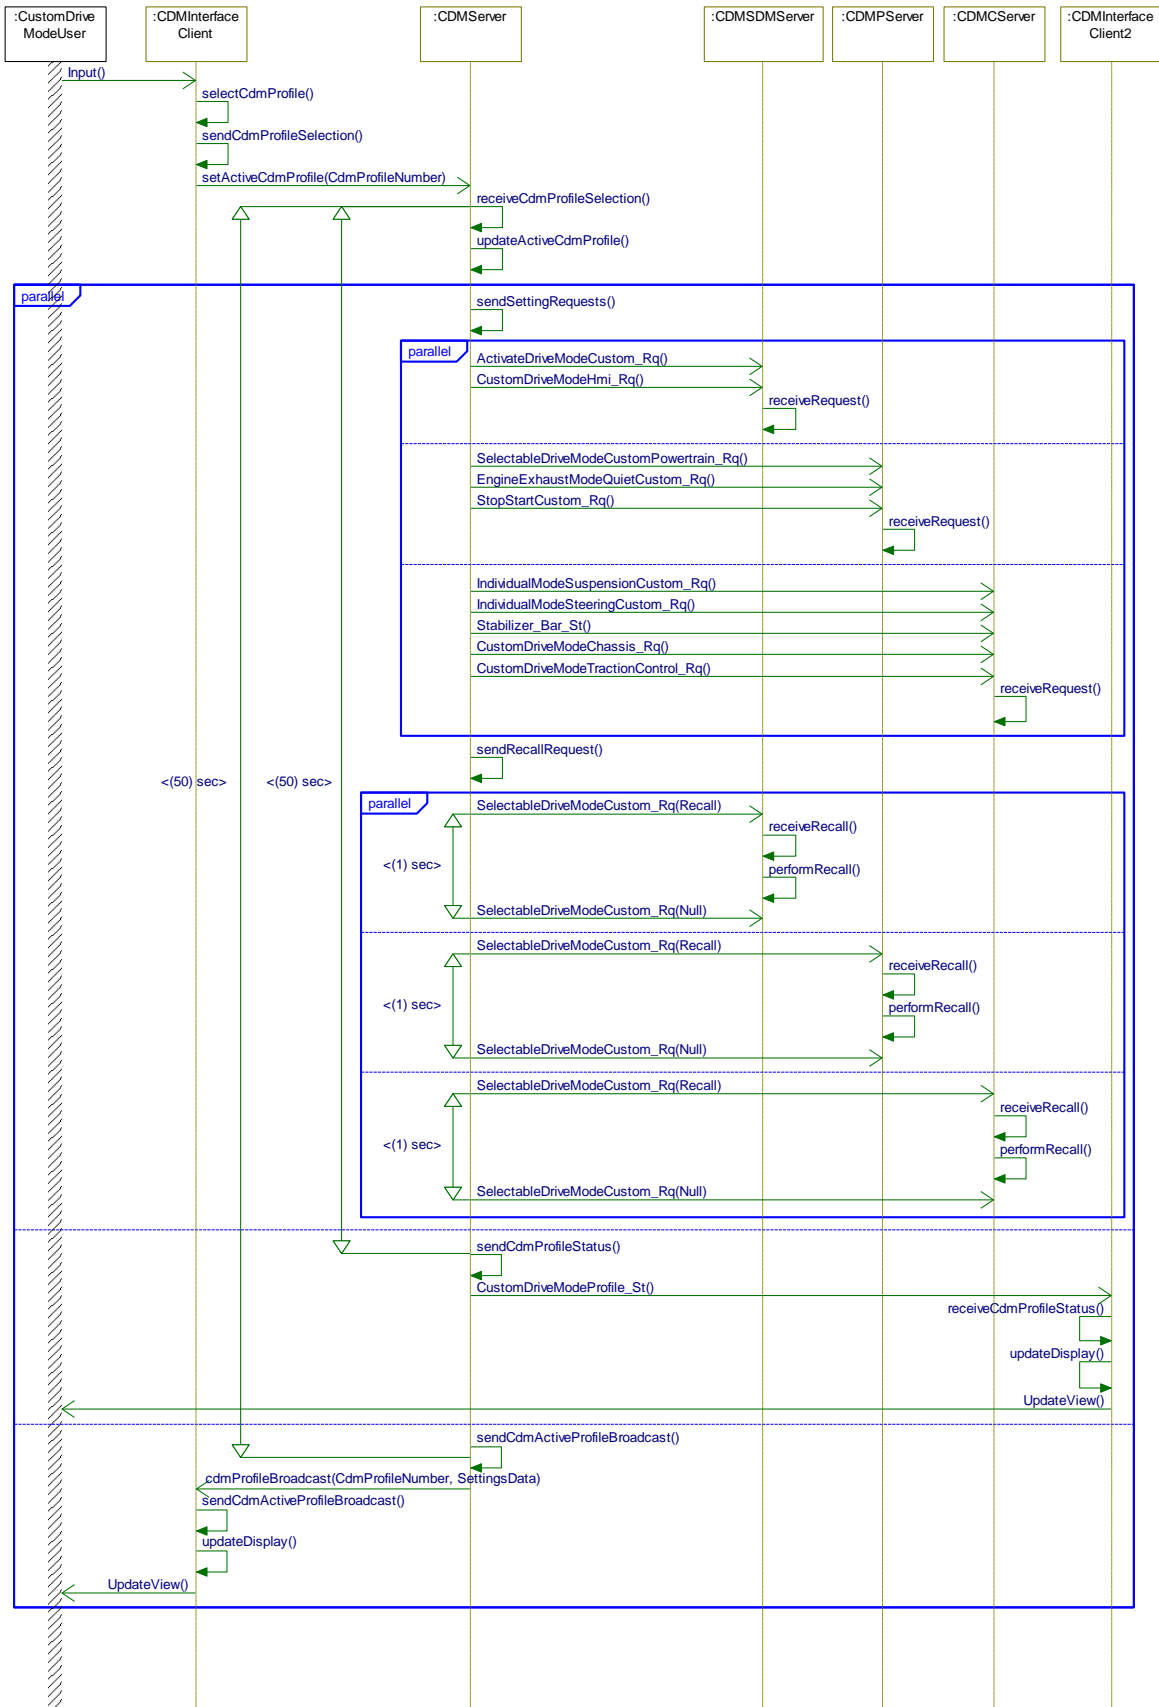 :CustomDrive
ModeUser
:CDMInterface
Client
:CDMServer
:CDMSDMServer
:CDMPServer
:CDMCServer
:CDMInterface
Client2
Input()
selectCdmProfile()
sendCdmProfileSelection()
setActiveCdmProfile(CdmProfileNumber)
receiveCdmProfileSelection()
updateActiveCdmProfile()
parallel
sendSettingRequests()
parallel
ActivateDriveModeCustom_Rq()
CustomDriveModeHmi_Rq()
receiveRequest()
SelectableDriveModeCustomPowertrain_Rq()
EngineExhaustModeQuietCustom_Rq()
StopStartCustom_Rq()
receiveRequest()
IndividualModeSuspensionCustom_Rq()
IndividualModeSteeringCustom_Rq()
Stabilizer_Bar_St()
CustomDriveModeChassis_Rq()
CustomDriveModeTractionControl_Rq()
receiveRequest()
sendRecallRequest()
<(50) sec>
<(50) sec>
parallel
SelectableDriveModeCustom_Rq(Recall)
receiveRecall()
<(1) sec>
performRecall()
SelectableDriveModeCustom_Rq(Null)
SelectableDriveModeCustom_Rq(Recall)
receiveRecall()
<(1) sec>
performRecall()
SelectableDriveModeCustom_Rq(Null)
SelectableDriveModeCustom_Rq(Recall)
receiveRecall()
<(1) sec>
performRecall()
SelectableDriveModeCustom_Rq(Null)
sendCdmProfileStatus()
CustomDriveModeProfile_St()
receiveCdmProfileStatus()
updateDisplay()
UpdateView()
sendCdmActiveProfileBroadcast()
cdmProfileBroadcast(CdmProfileNumber, SettingsData)
sendCdmActiveProfileBroadcast()
updateDisplay()
UpdateView()